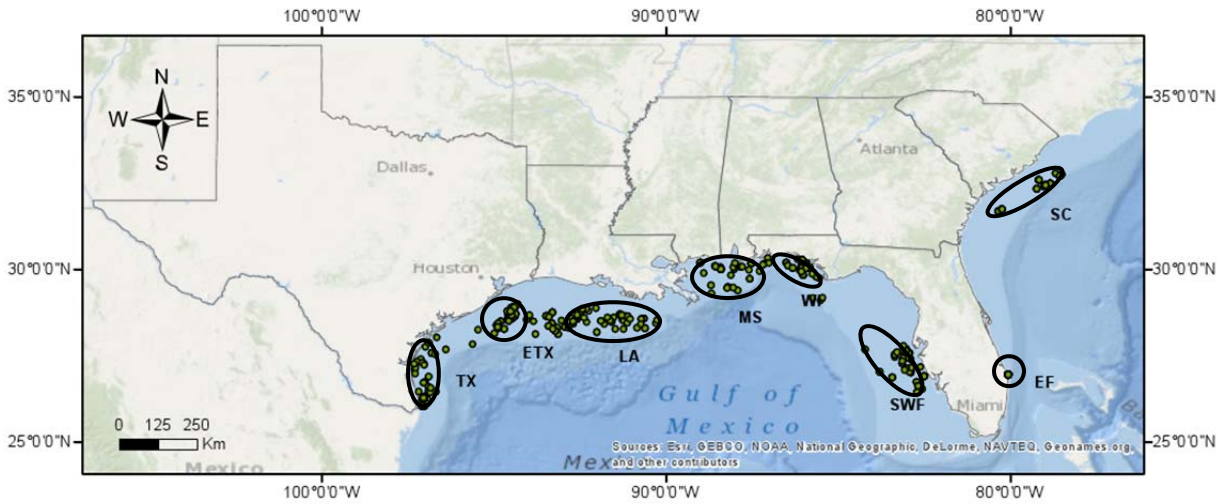 100°0'0"W 90°0'0"W 80°0'0"W
35°0'0"N 35°0'0"N
N
W E
S
Dallas
Atlanta
SC
30°0'0"N 30°0'0"N
Houston
MS
WF
ETX
LA
TX
EF
SWF
Miami
Gulf of
Mexico
0 125 250
Km
25°0'0"N 25°0'0"N
Sources: Esri, GEBCO, NOAA, National Geographic, DeLorme, NAVTEQ, Geonames.org,
and other contributors
Mexico
100°0'0"W 90°0'0"W 80°0'0"W